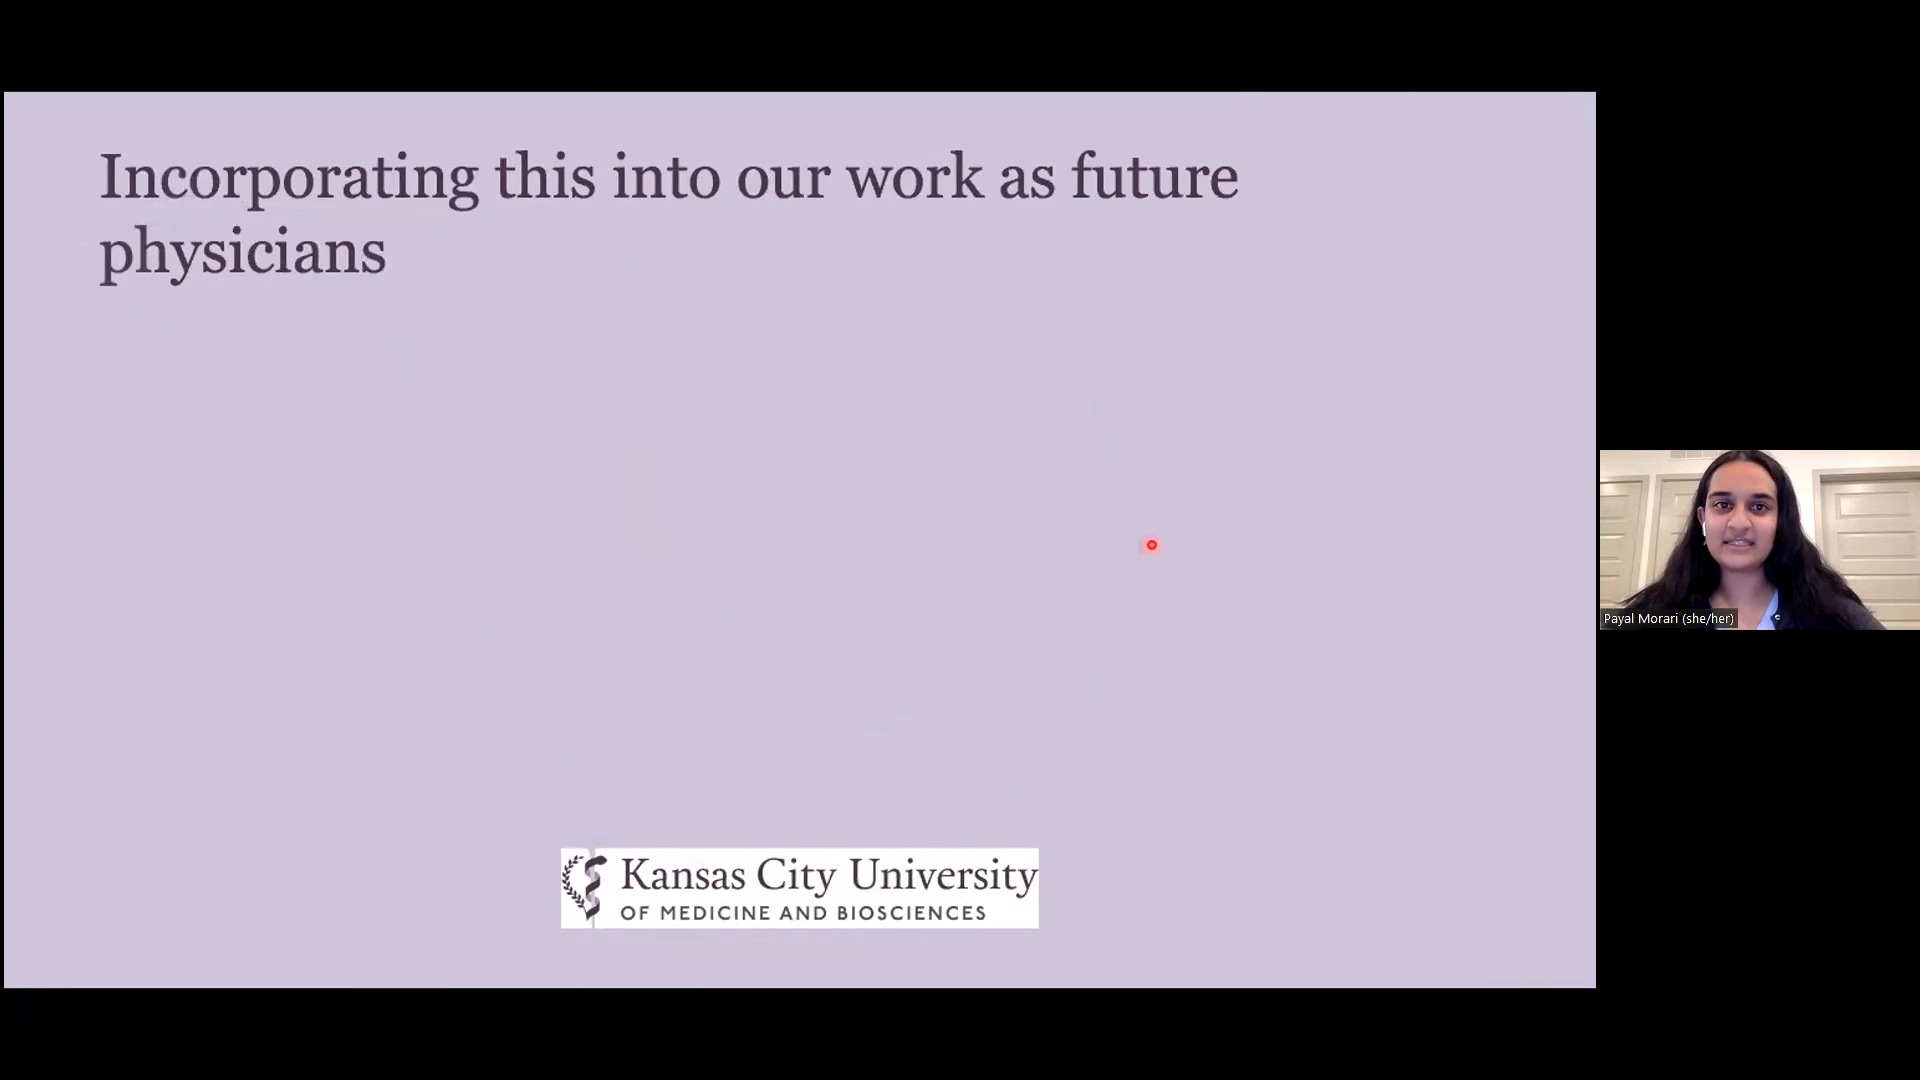 Incorporating this into our work as future
physicians
Payal Morari (she/her)
Kansas City University
OF MEDICINE AND BIOSCIENCES